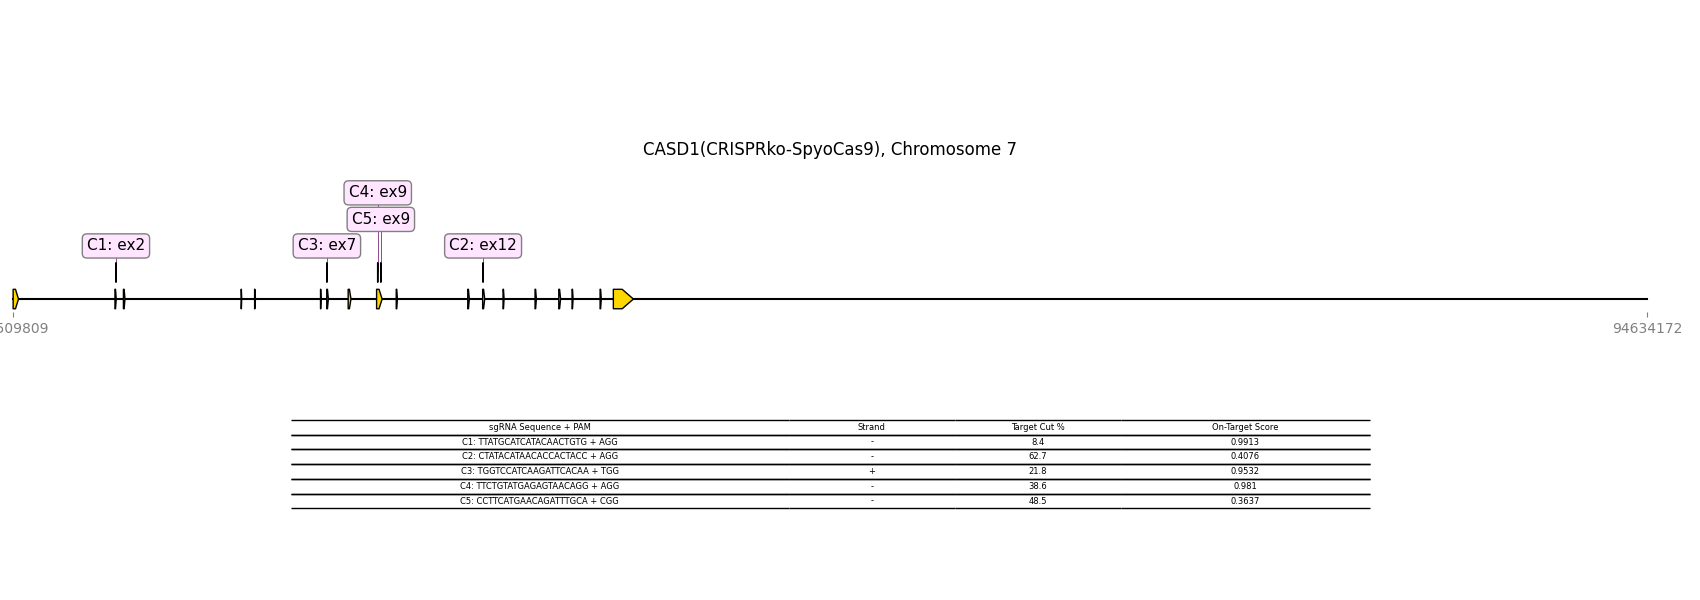 CASD1(CRISPRko-SpyoCas9), Chromosome 7
C4: ex9
C5: ex9
C1: ex2 C3: ex7 C2: ex12
94634172
sgRNA Sequence + PAM Strand Target Cut % On-Target Score
C1: TTATGCATCATACAACTGTG + AGG - 8.4 0.9913
C2: CTATACATAACACCACTACC + AGG - 62.7 0.4076
C3: TGGTCCATCAAGATTCACAA + TGG + 21.8 0.9532
C4: TTCTGTATGAGAGTAACAGG + AGG - 38.6 0.981
C5: CCTTCATGAACAGATTTGCA + CGG - 48.5 0.3637